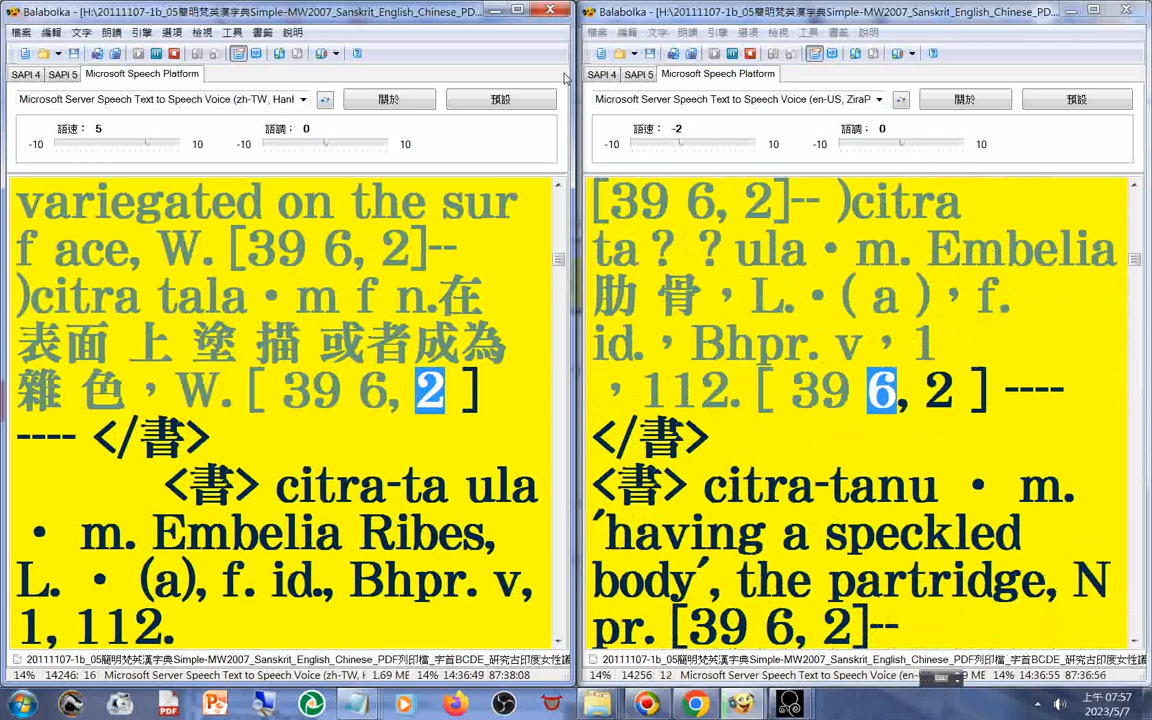 Balabolka - [H:\20111107-1b_05簡明梵英漢字典Simple-MW2007_Sanskrit_English_Chinese_PD...
檔案 編輯 文字 朗讀 引擎 選項 檢視 工具 書籤 說明
SAPI 4 SAPI 5 Microsoft Speech Platform
Microsoft Server Speech Text to Speech Voice (zh-TW, HanH 關於 預設
語速： 5 語調： 0
-10 10 -10 10
variegated on the sur
f ace, W. [39 6, 2]--
)citra tala • m f n.在
表面 上 塗 描 或者成為
雜 色，W. [ 39 6, 2 ]
---- </書>
<書> citra-ta ula
• m. Embelia Ribes,
L. • (a), f. id., Bhpr. v,
1, 112.
20111107-1b_05簡明梵英漢字典Simple-MW2007_Sanskrit_English_Chinese_PDF列印檔_字首BCDE_研究古印度女性議
14% 14246: 16 Microsoft Server Speech Text to Speech Voice (zh-TW, H 1.69 MB 14% 14:36:49 87:38:08
Balabolka - [H:\20111107-1b_05簡明梵英漢字典Simple-MW2007_Sanskrit_English_Chinese_PD...
檔案 編輯 文字 朗讀 引擎 選項 檢視 工具 書籤 說明
SAPI 4 SAPI 5 Microsoft Speech Platform
Microsoft Server Speech Text to Speech Voice (en-US, ZiraP 關於 預設
語速： -2 語調： 0
-10 10 -10 10
[39 6, 2]-- )citra
ta？？ula • m. Embelia
肋 骨，L. • ( a )，f.
id.，Bhpr. v，1
，112. [ 39 6, 2 ] ----
</書>
<書> citra-tanu • m.
´having a speckled
body´, the partridge, N
pr. [39 6, 2]--
20111107-1b_05簡明梵英漢字典Simple-MW2007_Sanskrit_English_Chinese_PDF列印檔_字首BCDE_研究古印度女性議
14% 14256: 12 Microsoft Server Speech Text to Speech Voice (en-US, ME MB 14% 14:36:55 87:36:56
上午 07:57
2023/5/7